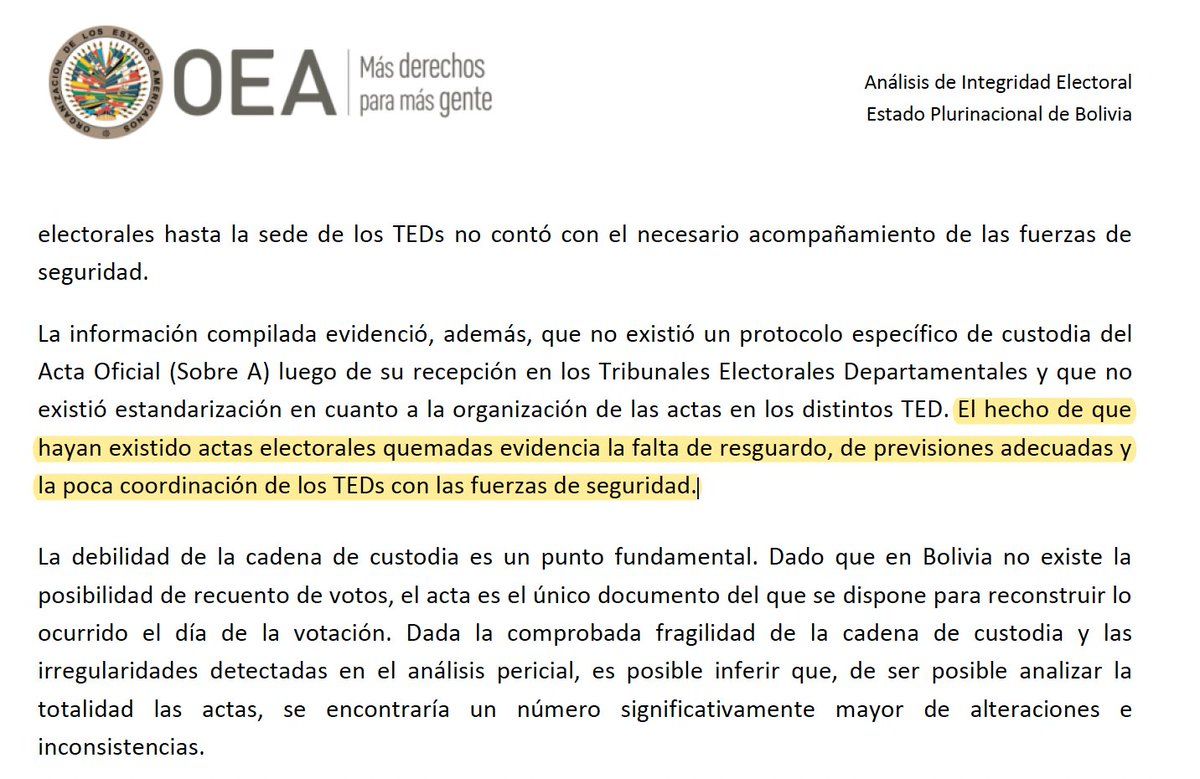 ORGANIZACION DE LOS ESTADOS AMERICANOS
OEA
Más derechos
para más gente
Análisis de Integridad Electoral
Estado Plurinacional de Bolivia
electorales hasta la sede de los TEDs no contó con el necesario acompañamiento de las fuerzas de
seguridad.
La información compilada evidenció, además, que no existió un protocolo específico de custodia del
Acta Oficial (Sobre A) luego de su recepción en los Tribunales Electorales Departamentales y que no
existió estandarización en cuanto a la organización de las actas en los distintos TED. El hecho de que
hayan existido actas electorales quemadas evidencia la falta de resguardo, de previsiones adecuadas y
la poca coordinación de los TEDs con las fuerzas de seguridad.
La debilidad de la cadena de custodia es un punto fundamental. Dado que en Bolivia no existe la
posibilidad de recuento de votos, el acta es el único documento del que se dispone para reconstruir lo
ocurrido el día de la votación. Dada la comprobada fragilidad de la cadena de custodia y las
irregularidades detectadas en el análisis pericial, es posible inferir que, de ser posible analizar la
totalidad las actas, se encontraría un número significativamente mayor de alteraciones e
inconsistencias.